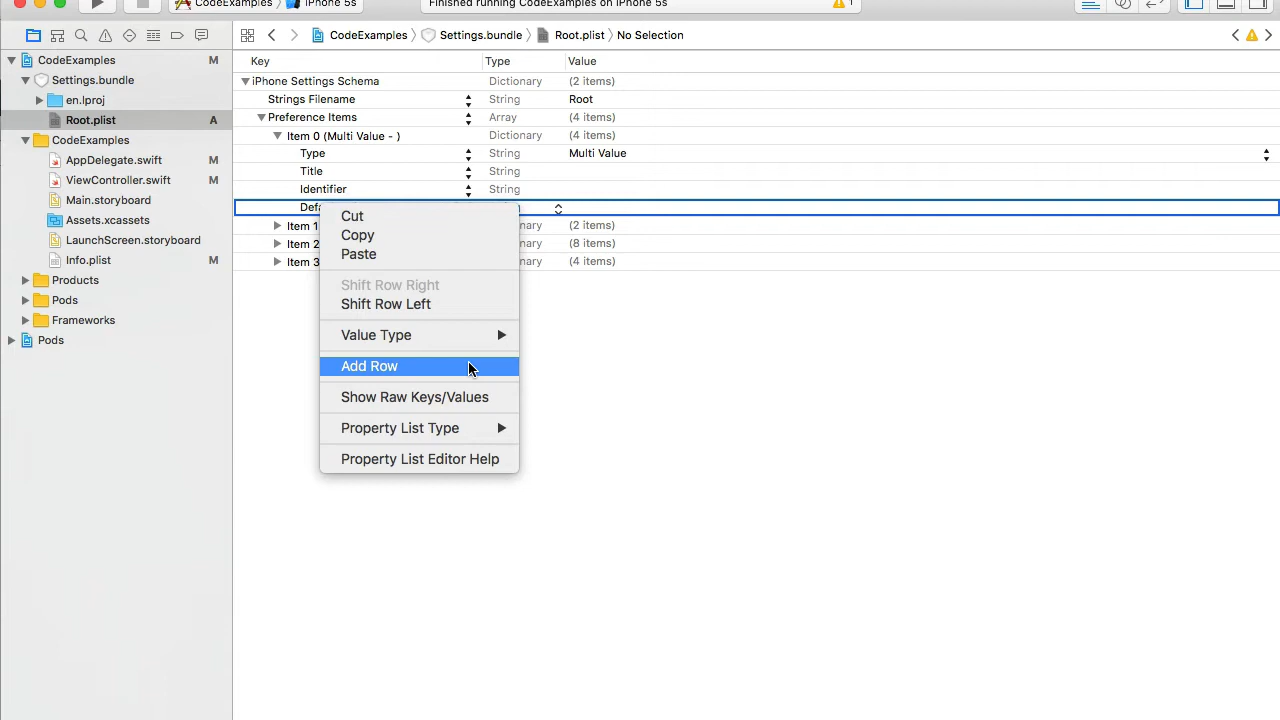 CodeExamples iPhone 5s Finished running CodeExamples on iPhone 5s 1
CodeExamples Settings.bundle Root.plist No Selection
CodeExamples M
Settings.bundle
en.lproj
Root.plist A
CodeExamples
AppDelegate.swift M
ViewController.swift M
Main.storyboard
Assets.xcassets
LaunchScreen.storyboard
Info.plist M
Products
Pods
Frameworks
Pods
Key Type Value
iPhone Settings Schema Dictionary (2 items)
Strings Filename String Root
Preference Items Array (4 items)
Item 0 (Multi Value - ) Dictionary (4 items)
Type String Multi Value
Title String
Identifier String
Item 1 (2 items)
Item 2 (8 items)
Item 3 (4 items)
Cut
Copy
Paste
Shift Row Right
Shift Row Left
Value Type
Add Row
Show Raw Keys/Values
Property List Type
Property List Editor Help